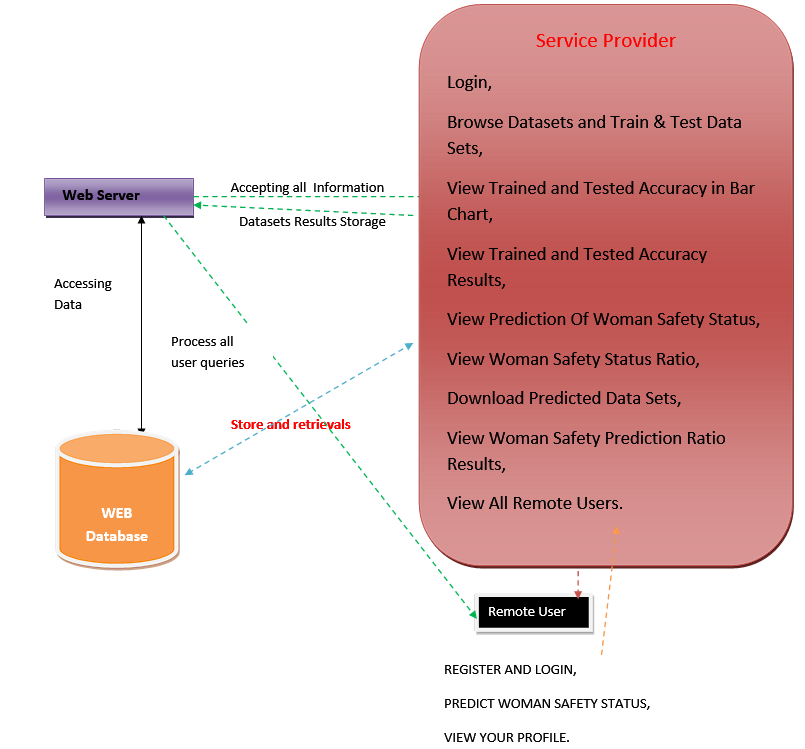 Service Provider
Login,
Browse Datasets and Train & Test Data
Sets,
View Trained and Tested Accuracy in Bar
Chart,
View Trained and Tested Accuracy
Results,
View Prediction Of Woman Safety Status,
View Woman Safety Status Ratio,
Download Predicted Data Sets,
View Woman Safety Prediction Ratio
Results,
View All Remote Users.
Web Server
Accepting all Information
Datasets Results Storage
Accessing
Data
Process all
user queries
Store and retrievals
WEB
Database
Remote User
REGISTER AND LOGIN,
PREDICT WOMAN SAFETY STATUS,
VIEW YOUR PROFILE.